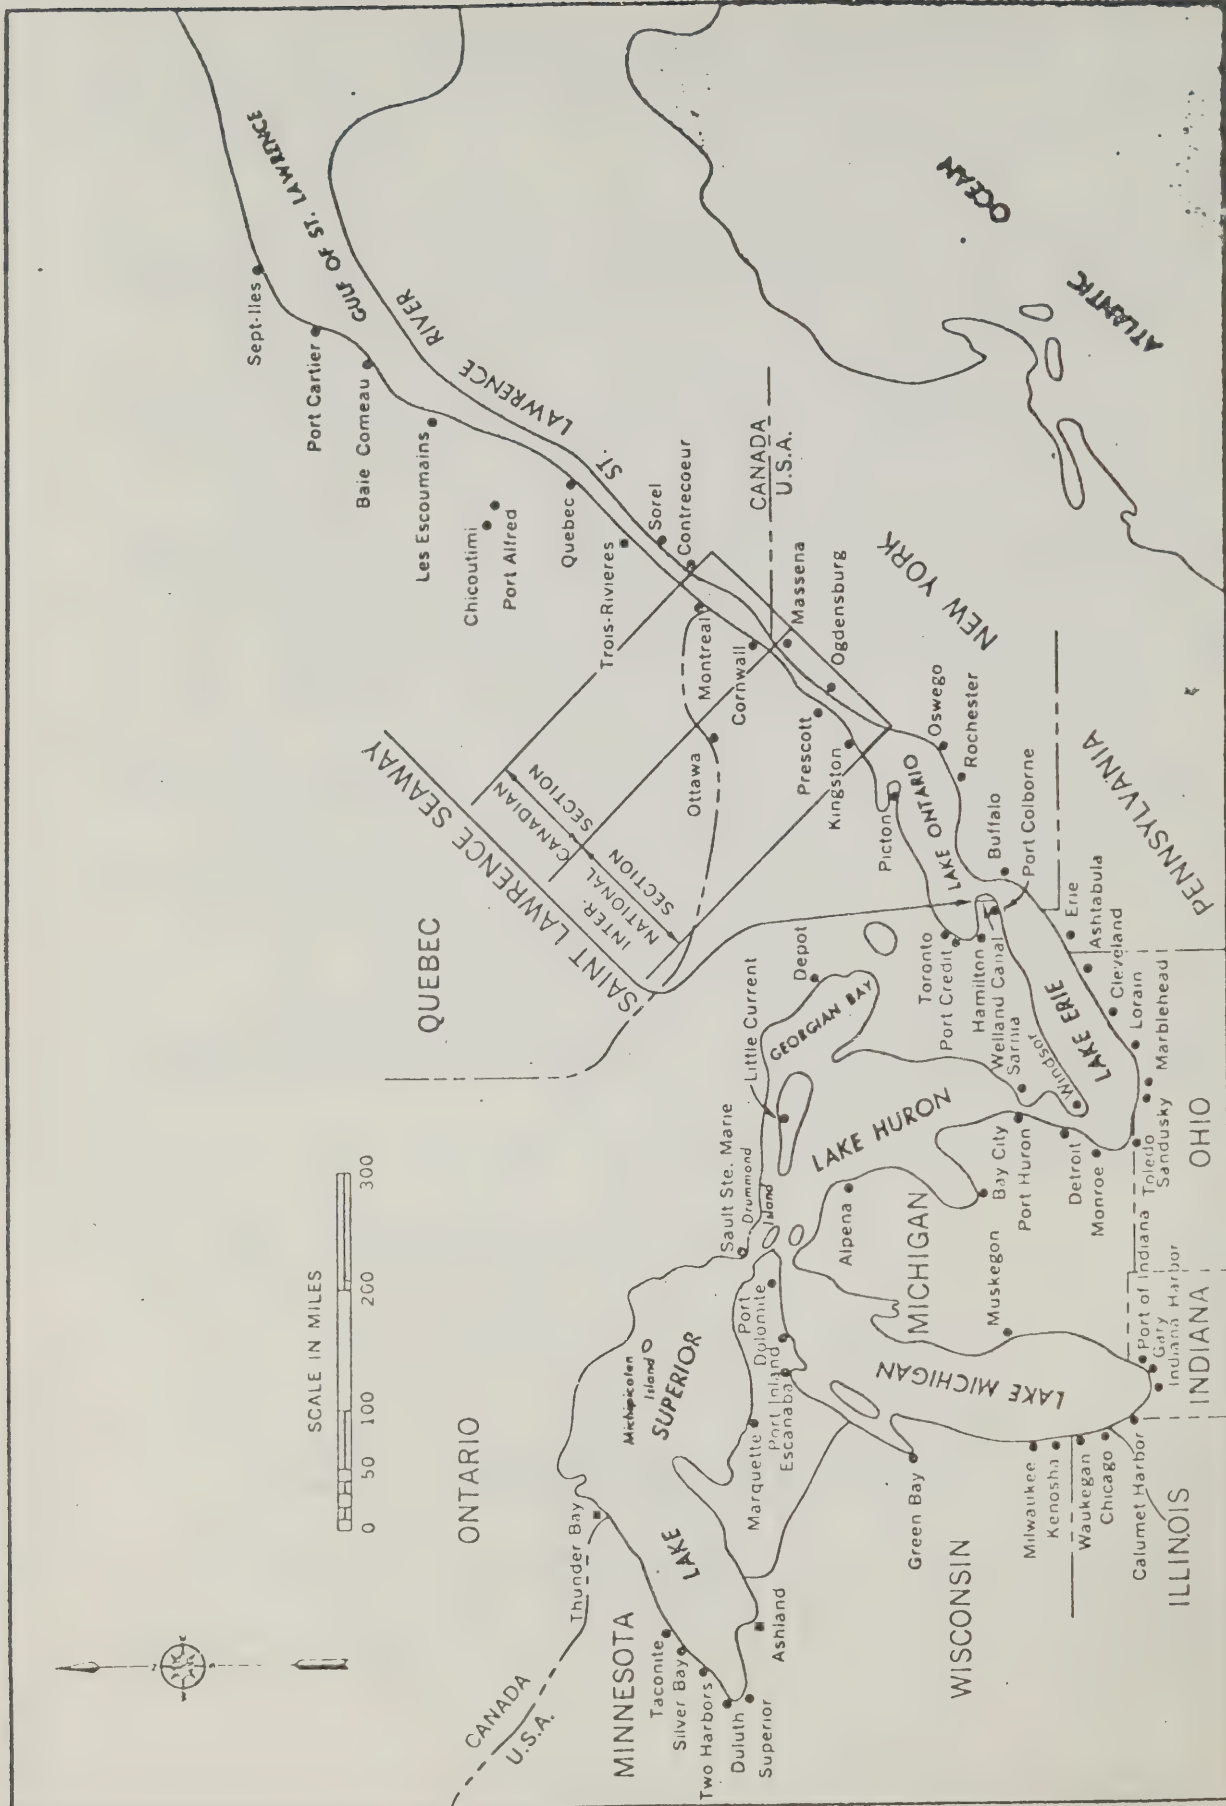 Sept-Iles
Port Cartier
Baie Comeau
Les Escoumains
Chicoutimi
Port Alfred
Quebec
Trois-Rivieres
Sorel
Contrecoeur
GULF OF ST. LAWRENCE
ST. LAWRENCE RIVER
SAINT LAWRENCE SEAWAY
CANADIAN
SECTION
INTER.
NATIONAL
SECTION
QUEBEC
Montreal
Cornwall
Ottawa
Massena
Ogdensburg
Prescott
Kingston
Picton
CANADA
U.S.A.
NEW YORK
OCEAN
ATLANTIC
LAKE ONTARIO
Oswego
Rochester
Buffalo
Port Colborne
PENNSYLVANIA
Toronto
Port Credit
Hamilton
Welland Canal
Sarnia
Windsor
LAKE ERIE
Erie
Ashtabula
Cleveland
Lorain
Marblehead
Sandusky
Toledo
OHIO
Depot
GEORGIAN BAY
Little Current
LAKE HURON
Sault Ste. Marie
Drummond
Island
Alpena
Bay City
Port Huron
Detroit
Monroe
MICHIGAN
Muskegon
SCALE IN MILES
0 50 100 200 300
ONTARIO
Michipicoten
Island
LAKE SUPERIOR
Port
Dolomite
Port Inland
Escanaba
Marquette
LAKE MICHIGAN
Port of Indiana
Gary
Indiana Harbor
INDIANA
Green Bay
Milwaukee
Kenosha
Waukegan
Chicago
Calumet Harbor
ILLINOIS
WISCONSIN
Thunder Bay
MINNESOTA
Taconite
Silver Bay
Two Harbors
Duluth
Superior
Ashland
CANADA
U.S.A.